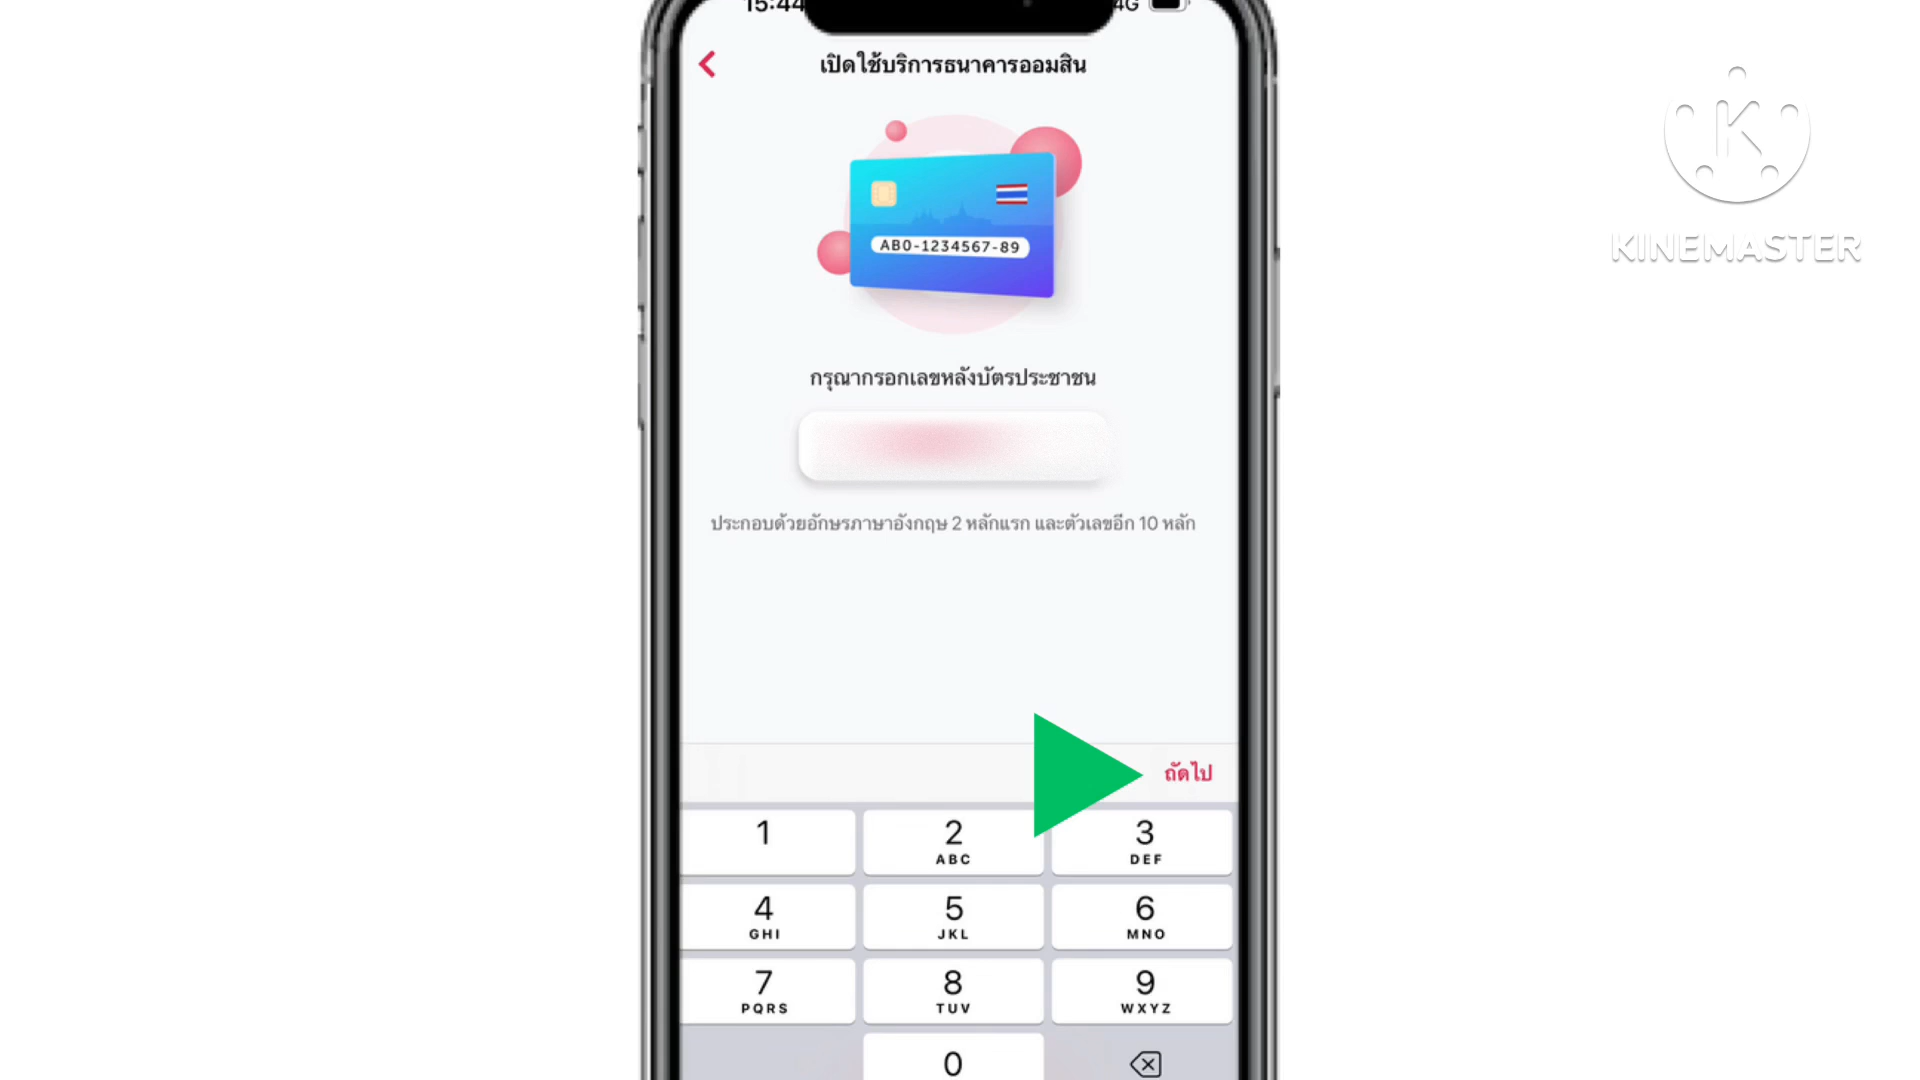 15:44
4G
เปิดใช้บริการธนาคารออมสิน
KINEMASTER
AB0-1234567-89
กรุณากรอกเลขหลังบัตรประชาชน
ประกอบด้วยอักษรภาษาอังกฤษ 2 หลักแรก และตัวเลขอีก 10 หลัก
ถัดไป
1
2
3
ABC
DEF
4
5
6
GHI
JKL
MNO
7
8
9
PQRS
TUV
WXYZ
0